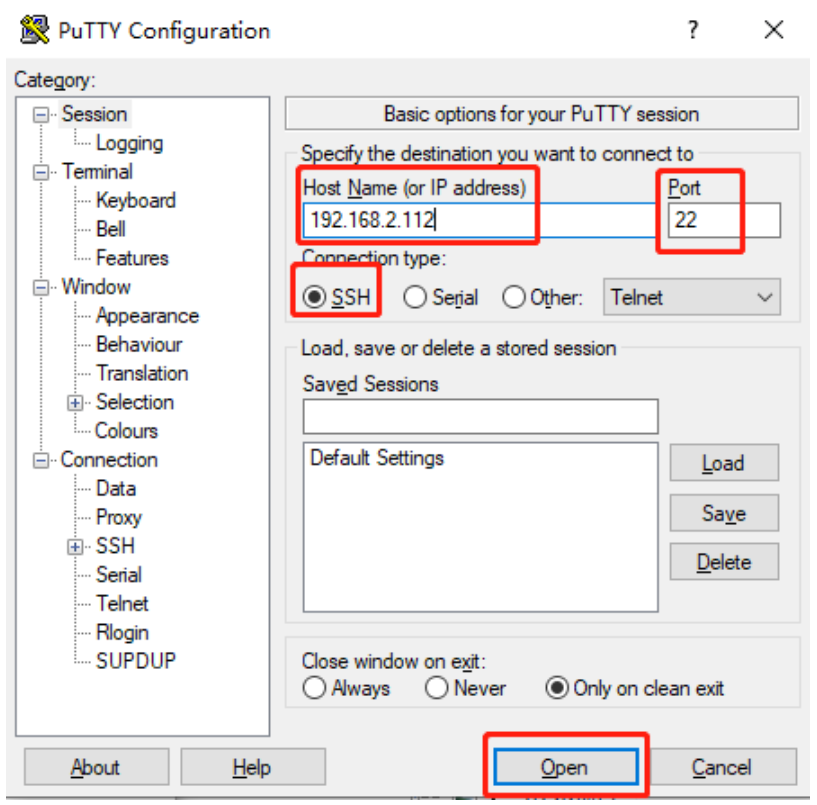 PuTTY Configuration ? ×
Category:
Session
Logging
Terminal
Keyboard
Bell
Features
Window
Appearance
Behaviour
Translation
Selection
Colours
Connection
Data
Proxy
SSH
Serial
Telnet
Rlogin
SUPDUP
Basic options for your PuTTY session
Specify the destination you want to connect to
Host Name (or IP address) Port
192.168.2.112 22
Connection type:
SSH Serial Other: Telnet
Load, save or delete a stored session
Saved Sessions
Default Settings
Load
Save
Delete
Close window on exit:
Always Never Only on clean exit
About Help Open Cancel